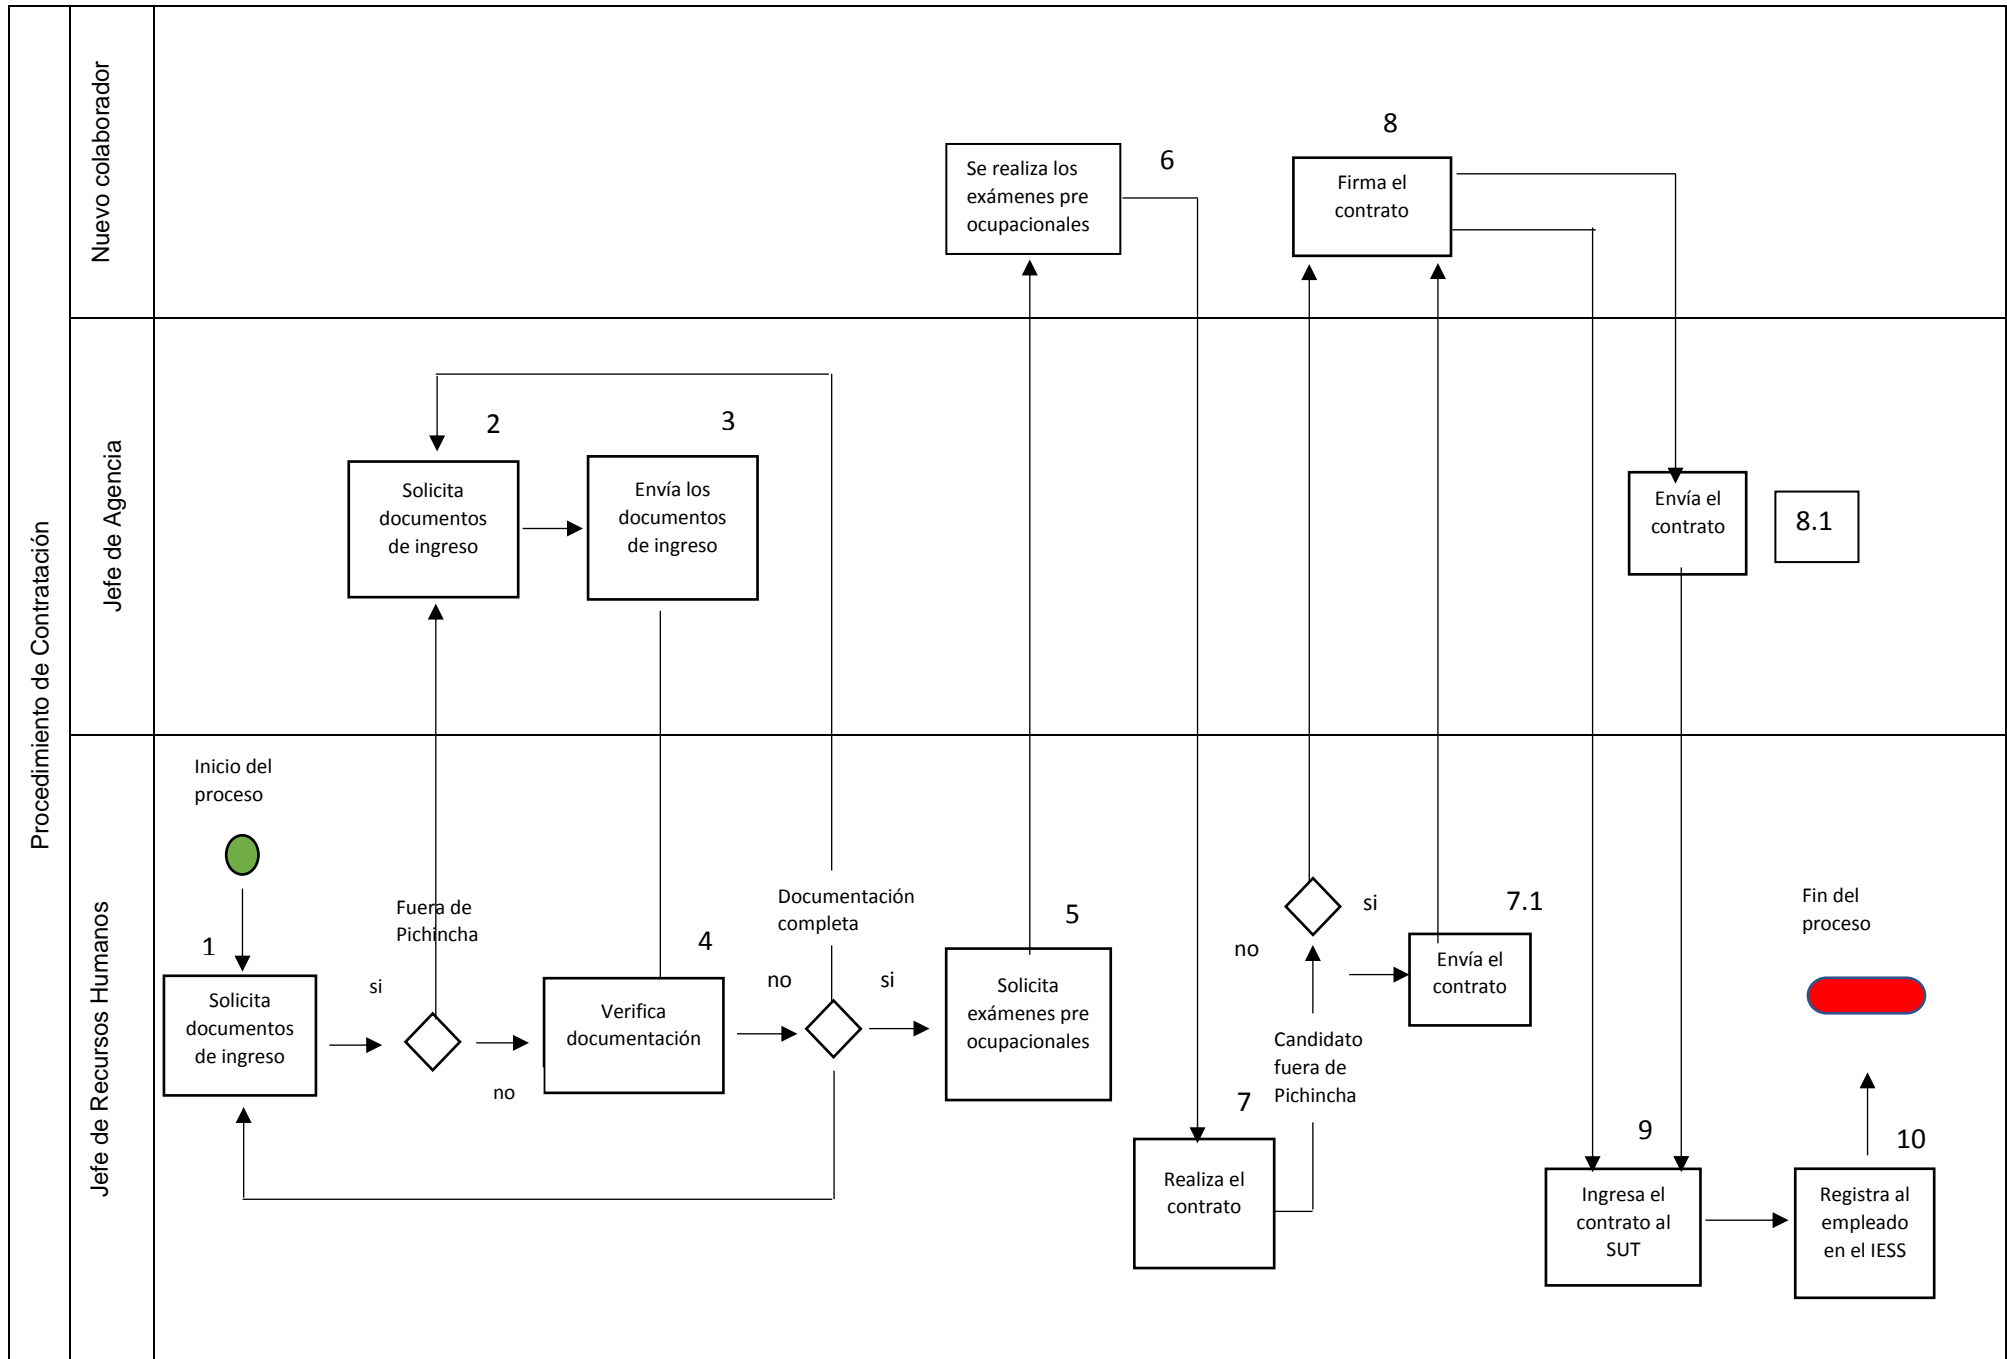 Procedimiento de Contratación
Nuevo colaborador
Se realiza los
exámenes pre
ocupacionales
6
8
Firma el
contrato
Jefe de Agencia
2
Solicita
documentos
de ingreso
3
Envía los
documentos
de ingreso
Envía el
contrato
8.1
Jefe de Recursos Humanos
Inicio del
proceso
1
Solicita
documentos
de ingreso
si
Fuera de
Pichincha
no
4
Verifica
documentación
no
Documentación
completa
si
5
Solicita
exámenes pre
ocupacionales
7
Realiza el
contrato
Candidato
fuera de
Pichincha
no
si
7.1
Envía el
contrato
9
Ingresa el
contrato al
SUT
10
Registra al
empleado
en el IESS
Fin del
proceso